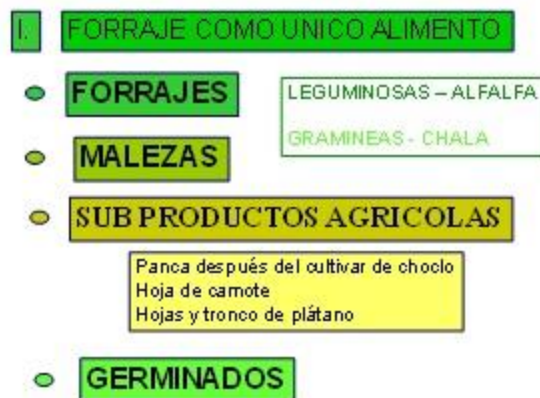 I. FORRAJE COMO UNICO ALIMENTO
FORRAJES
LEGUMINOSAS – ALFALFA
GRAMINEAS - CHALA
MALEZAS
SUB PRODUCTOS AGRICOLAS
Panca después del cultivar de choclo
Hoja de camote
Hojas y tronco de plátano
GERMINADOS